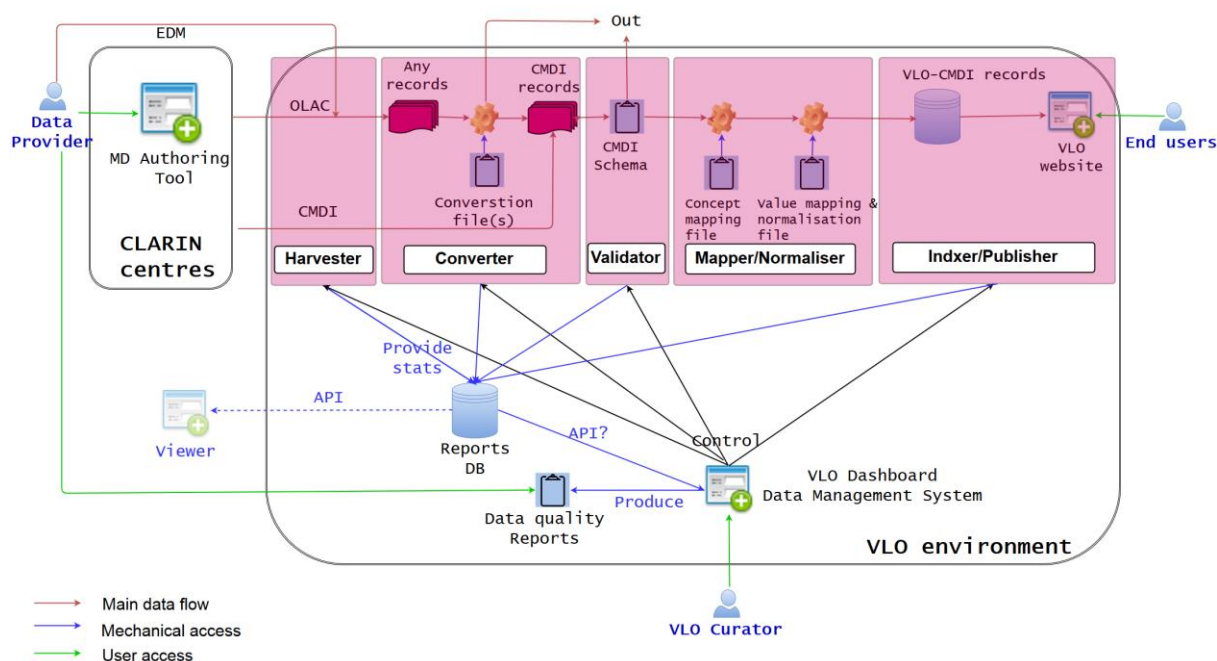 EDM
Out
Data
Provider
MD Authoring
Tool
CLARIN
centres
OLAC
CMDI
Harvester
Any
records
CMDI
records
Converstion
file(s)
Converter
CMDI
Schema
Validator
Concept
mapping
file
Value mapping &
normalisation
file
Mapper/Normaliser
VLO-CMDI records
VLO
website
Indxer/Publisher
End users
Provide
stats
API
Viewer
Reports
DB
API?
Control
VLO Dashboard
Data Management System
Produce
Data quality
Reports
VLO environment
VLO Curator
Main data flow
Mechanical access
User access